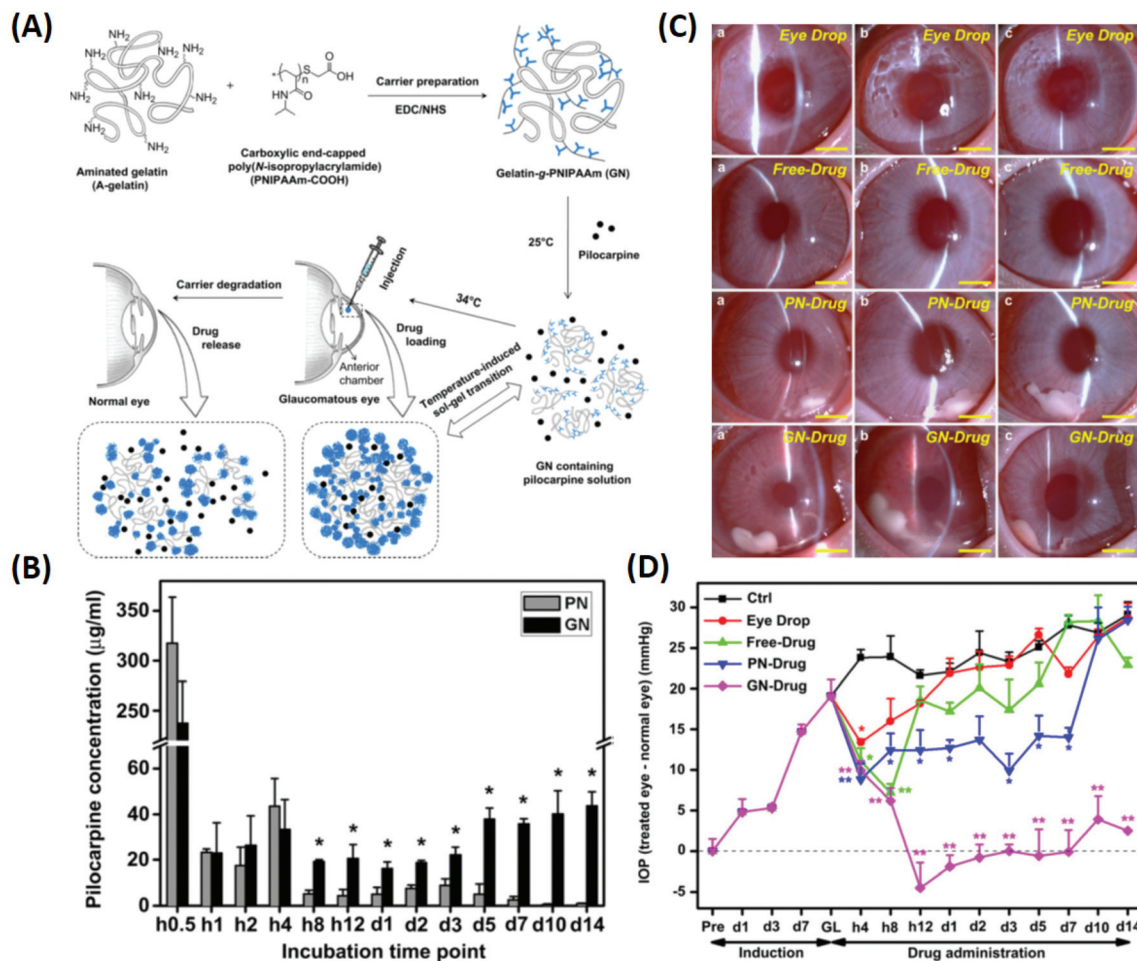 (A)
NH2
NH2
NH2
NH2
NH2
NH2
NH2
NH2
NH2
+
*
S
OH
O
n
HN
O
Carrier preparation
EDC/NHS
Aminated gelatin
(A-gelatin)
Carboxylic end-capped
poly(N-isopropylacrylamide)
(PNIPAAm-COOH)
Gelatin-g-PNIPAAm (GN)
25°C
Pilocarpine
Injection
34°C
Carrier degradation
Drug
release
Drug
loading
Anterior
chamber
Normal eye
Glaucomatous eye
Temperature-induced
sol-gel transition
GN containing
pilocarpine solution
(B)
Pilocarpine concentration (μg/ml)
350
300
250
60
40
20
0
PN
GN
* * * * * * * * *
h0.5 h1 h2 h4 h8 h12 d1 d2 d3 d5 d7 d10 d14
Incubation time point
(C)
a Eye Drop b Eye Drop c Eye Drop
a Free-Drug b Free-Drug c Free-Drug
a PN-Drug b PN-Drug c PN-Drug
a GN-Drug b GN-Drug c GN-Drug
(D)
IOP (treated eye - normal eye) (mmHg)
30
25
20
15
10
5
0
-5
Ctrl
Eye Drop
Free-Drug
PN-Drug
GN-Drug
*
*
**
**
**
**
*
*
*
*
*
*
**
**
**
**
**
**
**
**
**
Pre d1 d3 d7 GL h4 h8 h12 d1 d2 d3 d5 d7 d10 d14
Induction Drug administration